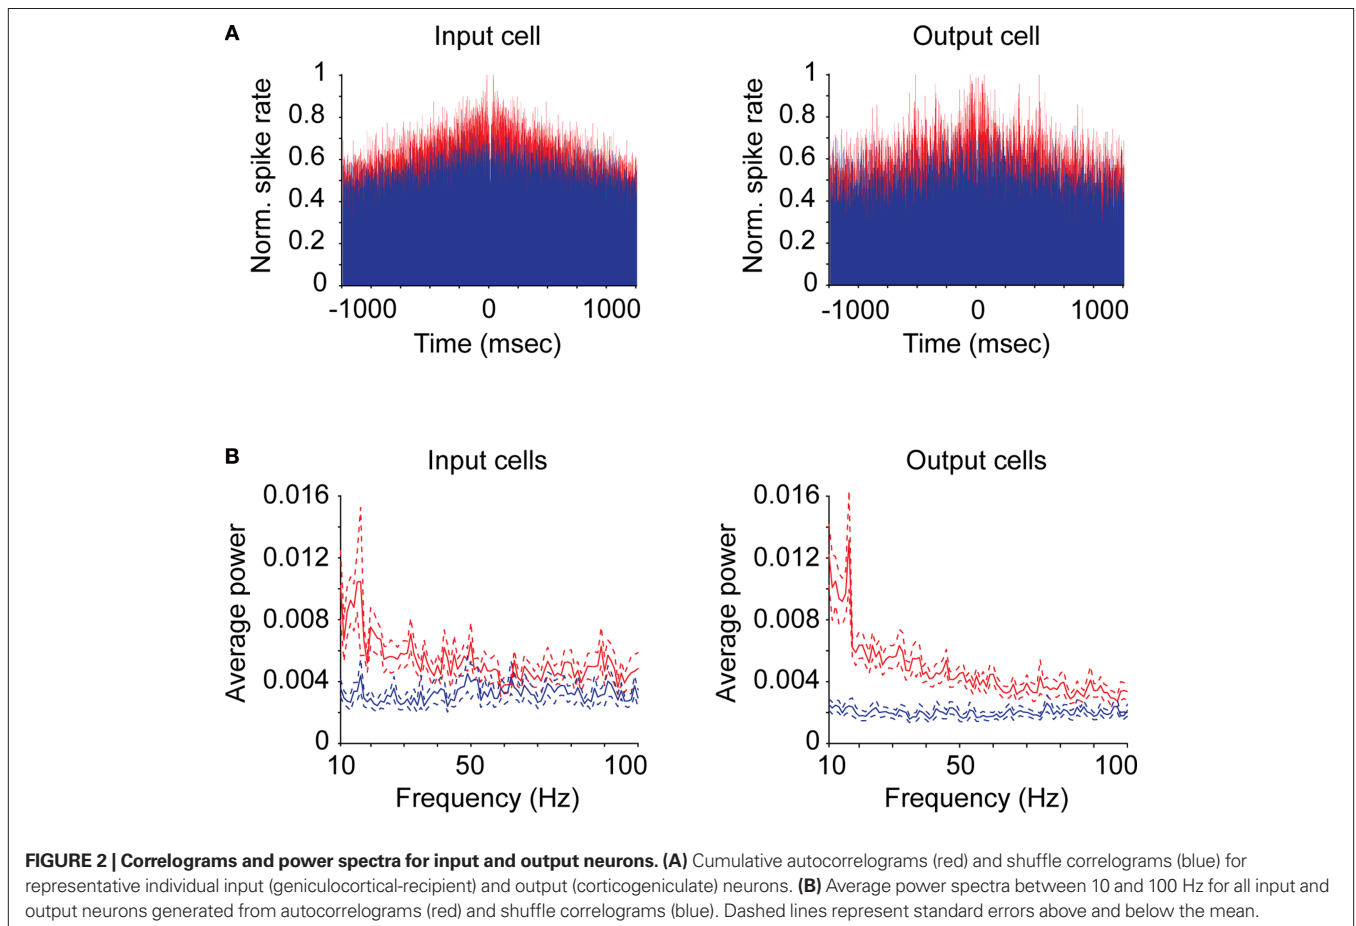 A
Input cell
Output cell
Norm. spike rate
1
0.8
0.6
0.4
0.2
0
-1000
0
1000
Time (msec)
Norm. spike rate
1
0.8
0.6
0.4
0.2
0
-1000
0
1000
Time (msec)
B
Input cells
Output cells
Average power
0.016
0.012
0.008
0.004
0
10
50
100
Frequency (Hz)
Average power
0.016
0.012
0.008
0.004
0
10
50
100
Frequency (Hz)
FIGURE 2 | Correlograms and power spectra for input and output neurons. (A) Cumulative autocorrelograms (red) and shuffle correlograms (blue) for
representative individual input (geniculocortical-recipient) and output (corticogeniculate) neurons. (B) Average power spectra between 10 and 100 Hz for all input and
output neurons generated from autocorrelograms (red) and shuffle correlograms (blue). Dashed lines represent standard errors above and below the mean.